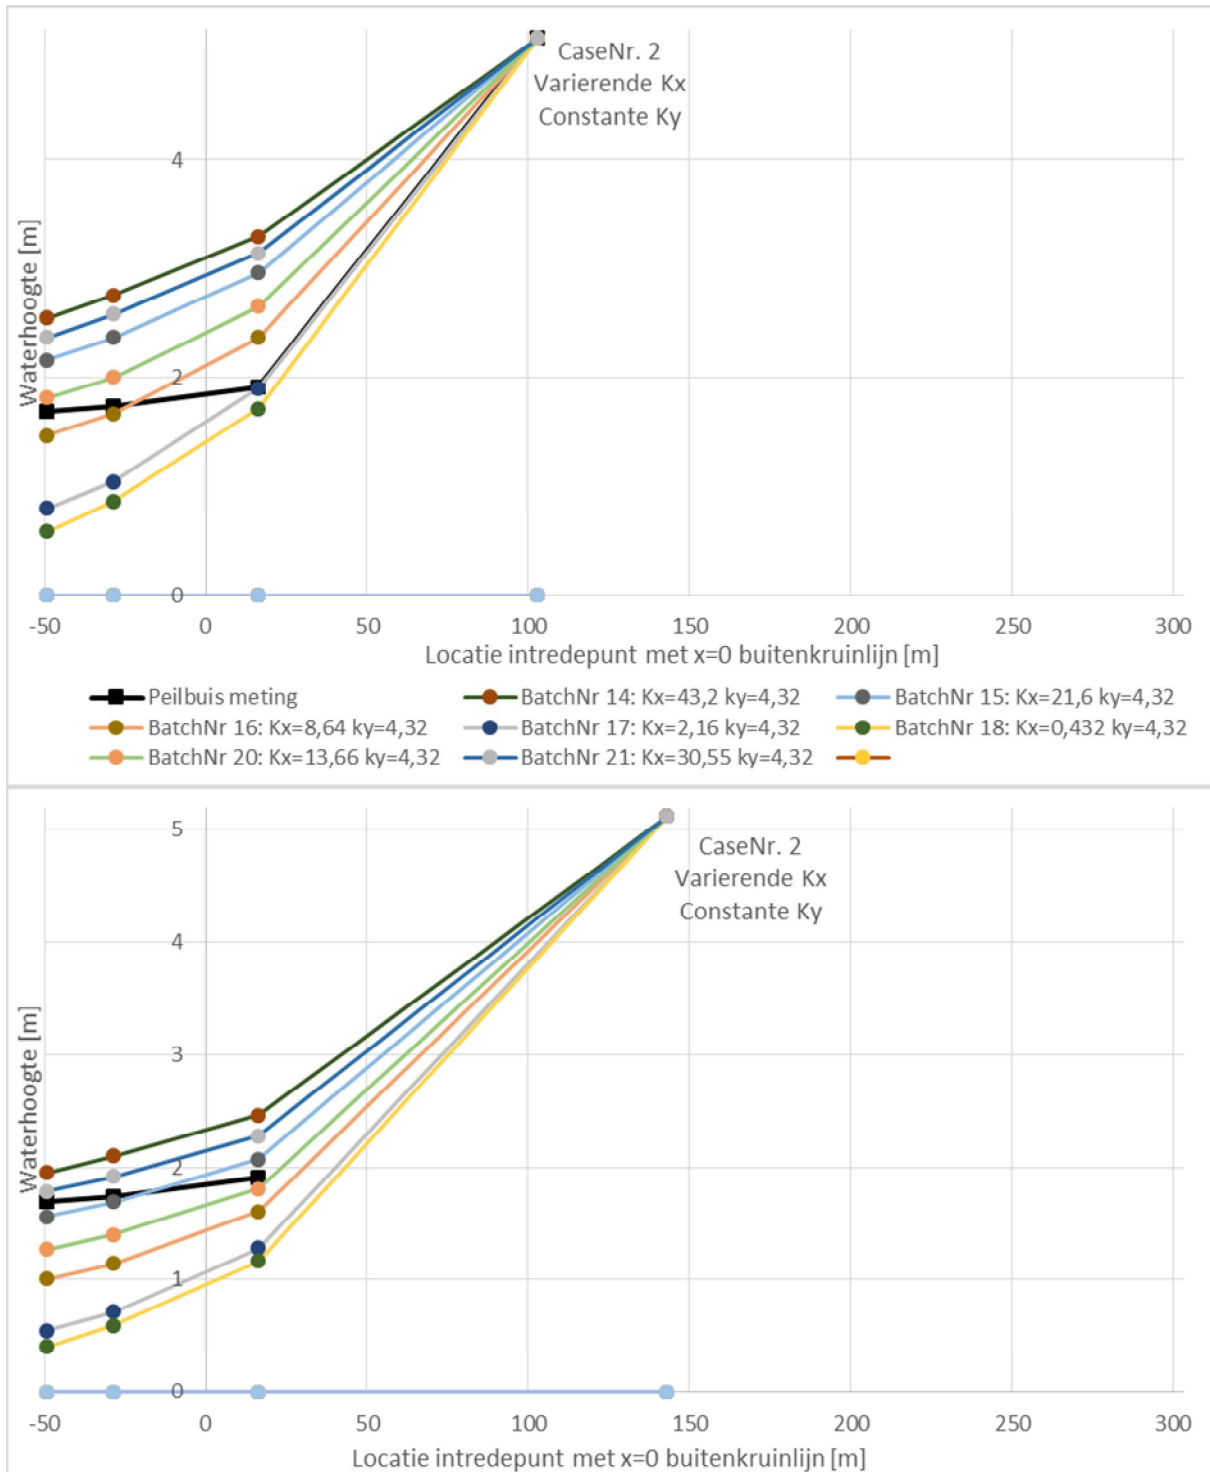 CaseNr. 2
Varierende Kx
Constante Ky
4
2
0
Waterhoogte [m]
-50 0 50 100 150 200 250 300
Locatie intredepunt met x=0 buitenkruinlijn [m]
Peilbuis meting BatchNr 14: Kx=43,2 ky=4,32 BatchNr 15: Kx=21,6 ky=4,32
BatchNr 16: Kx=8,64 ky=4,32 BatchNr 17: Kx=2,16 ky=4,32 BatchNr 18: Kx=0,432 ky=4,32
BatchNr 20: Kx=13,66 ky=4,32 BatchNr 21: Kx=30,55 ky=4,32
5
CaseNr. 2
Varierende Kx
Constante Ky
4
3
2
1
0
Waterhoogte [m]
-50 0 50 100 150 200 250 300
Locatie intredepunt met x=0 buitenkruinlijn [m]